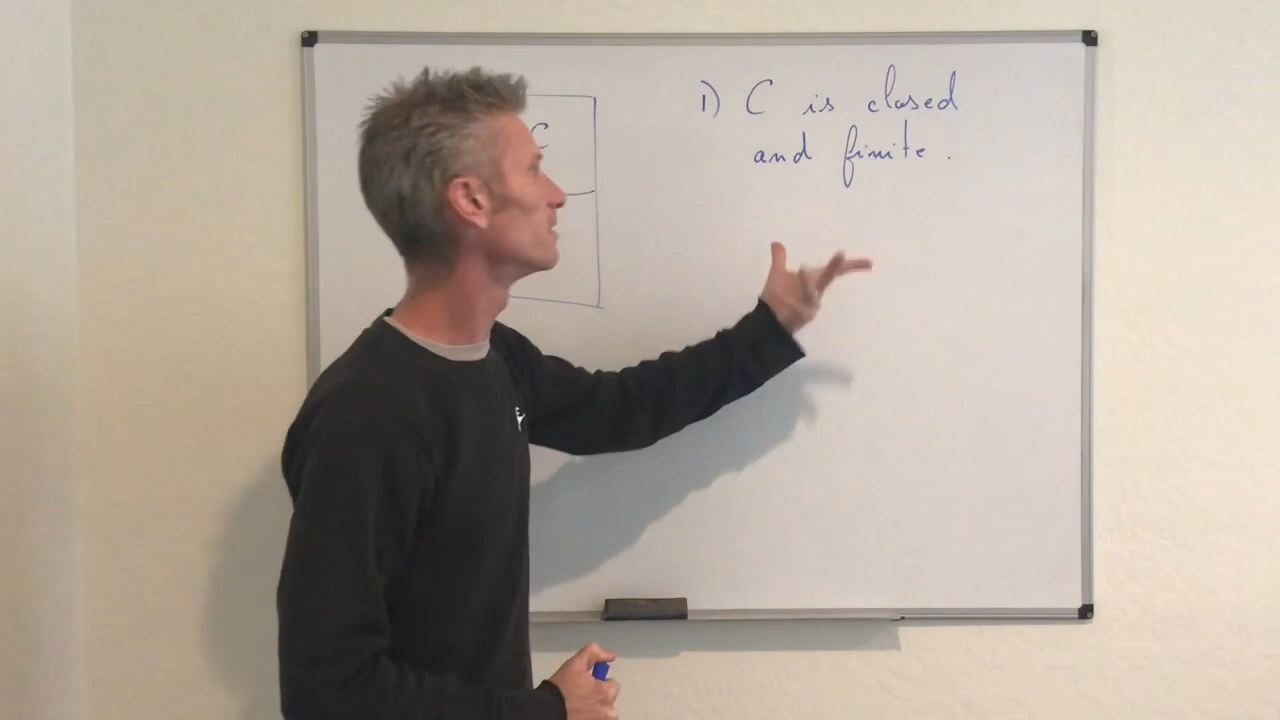 C
1) C is closed
and finite.